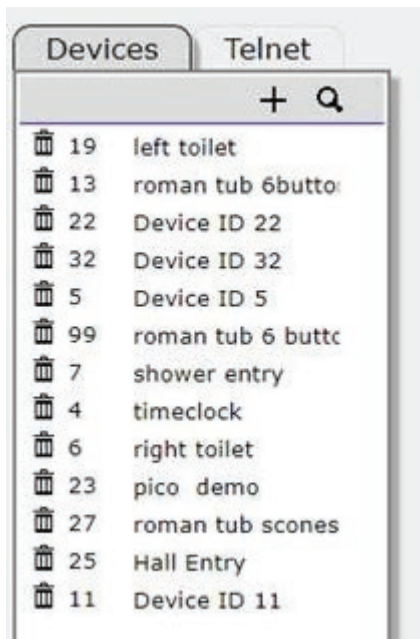 Devices Telnet
19 left toilet
13 roman tub 6butto
22 Device ID 22
32 Device ID 32
5 Device ID 5
99 roman tub 6 buttc
7 shower entry
4 timeclock
6 right toilet
23 pico demo
27 roman tub scones
25 Hall Entry
11 Device ID 11